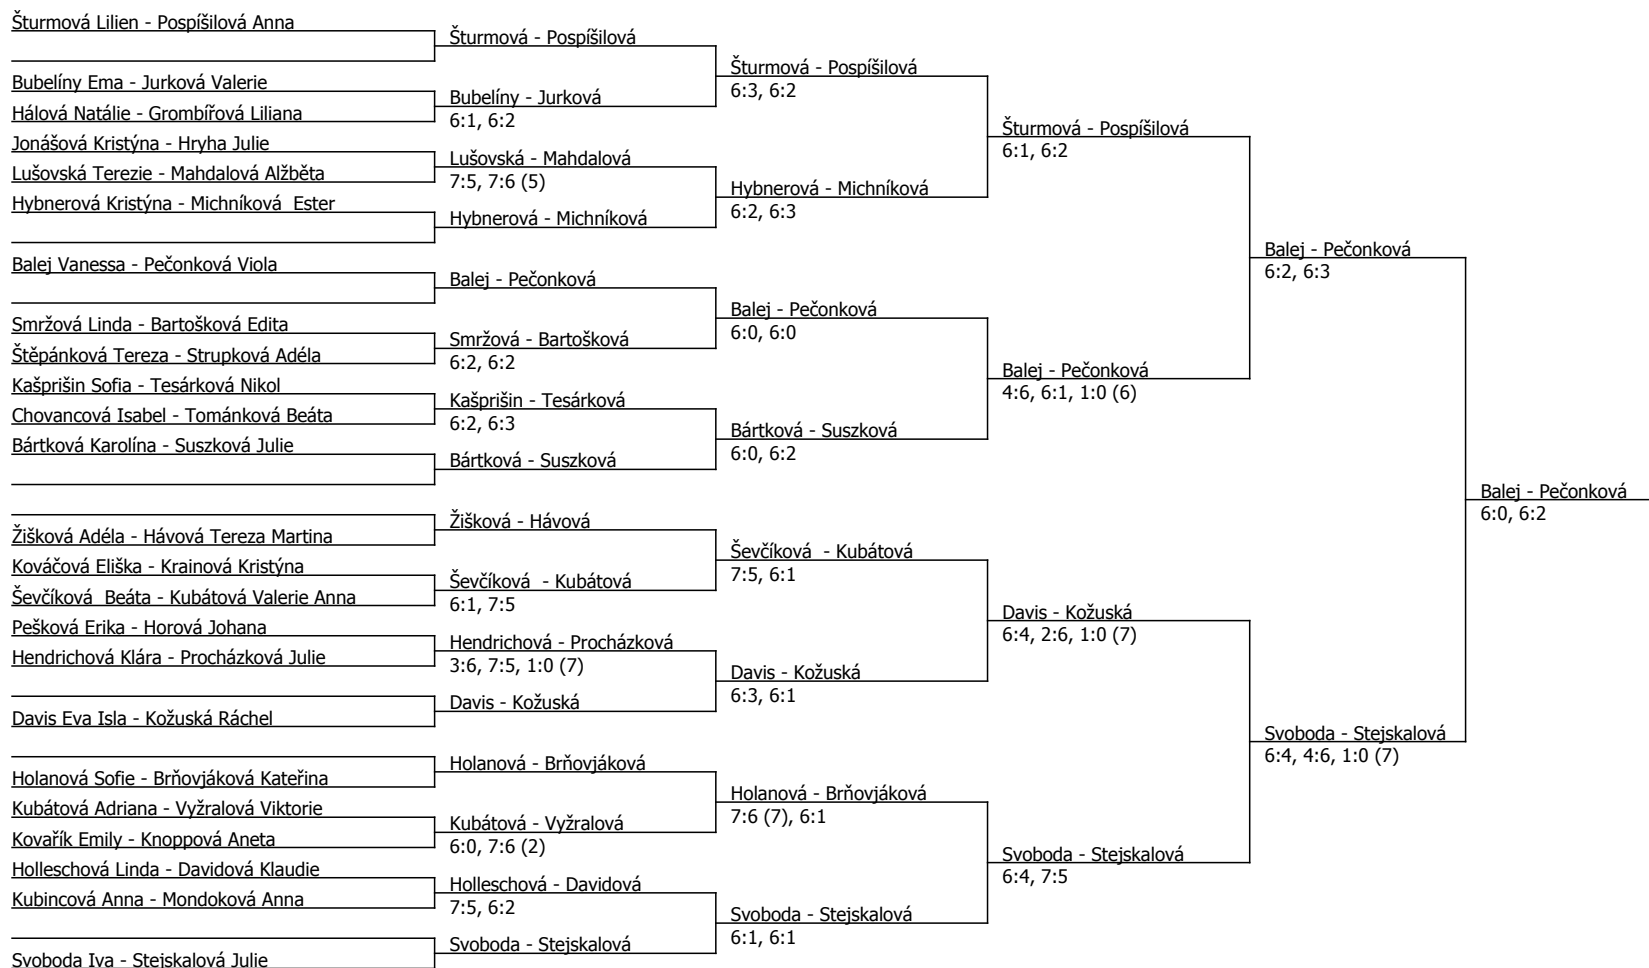 Šturmová Lilien - Pospíšilová Anna
Bubelíny Ema - Jurková Valerie
Hálová Natálie - Grombířová Liliana
Jonášová Kristýna - Hryha Julie
Lušovská Terezie - Mahdalová Alžběta
Hybnerová Kristýna - Michníková  Ester
Balej Vanessa - Pečonková Viola
Smržová Linda - Bartošková Edita
Štěpánková Tereza - Strupková Adéla
Kašprišin Sofia - Tesárková Nikol
Chovancová Isabel - Tománková Beáta
Bártková Karolína - Suszková Julie
Žišková Adéla - Hávová Tereza Martina
Kováčová Eliška - Krainová Kristýna
Ševčíková  Beáta - Kubátová Valerie Anna
Pešková Erika - Horová Johana
Hendrichová Klára - Procházková Julie
Davis Eva Isla - Kožuská Ráchel
Holanová Sofie - Brňovjáková Kateřina
Kubátová Adriana - Vyžralová Viktorie
Kovařík Emily - Knoppová Aneta
Holleschová Linda - Davidová Klaudie
Kubincová Anna - Mondoková Anna
Svoboda Iva - Stejskalová Julie
Šturmová - Pospíšilová
Bubelíny - Jurková
6:1, 6:2
Lušovská - Mahdalová
7:5, 7:6 (5)
Hybnerová - Michníková
Balej - Pečonková
Smržová - Bartošková
6:2, 6:2
Kašprišin - Tesárková
6:2, 6:3
Bártková - Suszková
Žišková - Hávová
Ševčíková  - Kubátová
6:1, 7:5
Hendrichová - Procházková
3:6, 7:5, 1:0 (7)
Davis - Kožuská
Holanová - Brňovjáková
Kubátová - Vyžralová
6:0, 7:6 (2)
Holleschová - Davidová
7:5, 6:2
Svoboda - Stejskalová
Šturmová - Pospíšilová
6:3, 6:2
Hybnerová - Michníková
6:2, 6:3
Balej - Pečonková
6:0, 6:0
Bártková - Suszková
6:0, 6:2
Ševčíková  - Kubátová
7:5, 6:1
Davis - Kožuská
6:3, 6:1
Holanová - Brňovjáková
7:6 (7), 6:1
Svoboda - Stejskalová
6:1, 6:1
Šturmová - Pospíšilová
6:1, 6:2
Balej - Pečonková
4:6, 6:1, 1:0 (6)
Davis - Kožuská
6:4, 2:6, 1:0 (7)
Svoboda - Stejskalová
6:4, 7:5
Balej - Pečonková
6:2, 6:3
Svoboda - Stejskalová
6:4, 4:6, 1:0 (7)
Balej - Pečonková
6:0, 6:2